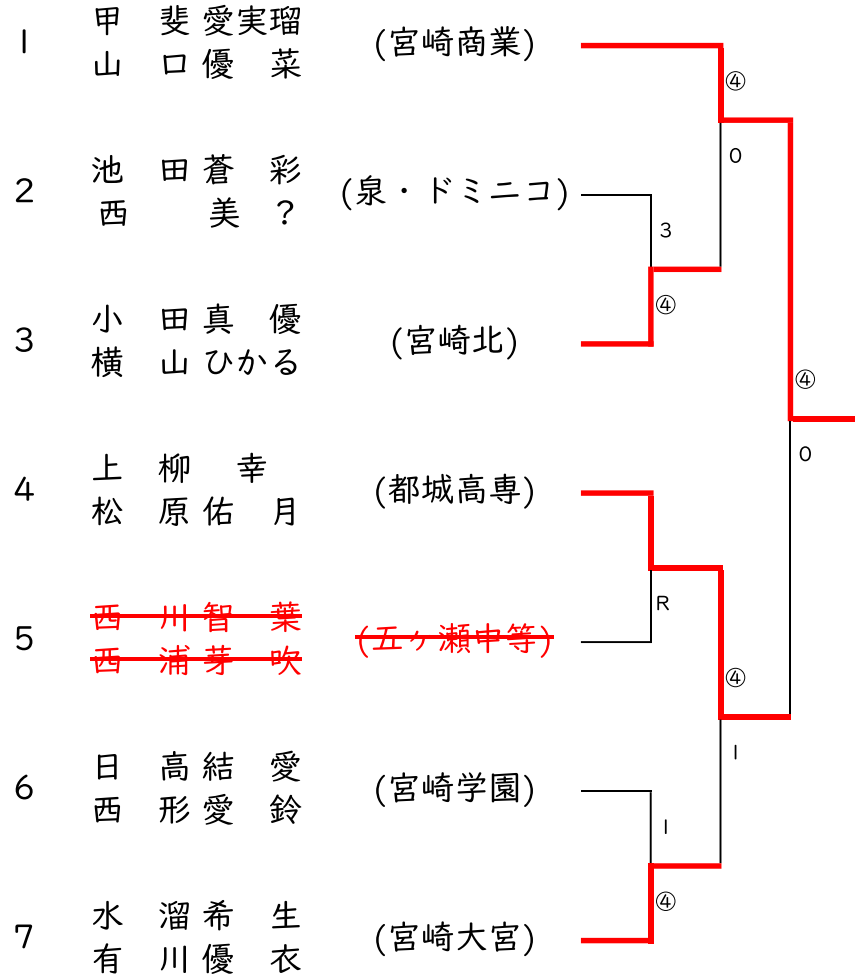 甲 斐 愛実瑠
1 (宮崎商業)
山 口 優 菜
④
0
池 田 蒼 彩
2 (泉・ドミニコ)
西 美 ?
3
④
小 田 真 優
3 (宮崎北)
横 山 ひかる
④
0
上 柳 幸
4 (都城高専)
松 原 佑 月
R
西 川 智 葉
5 (五ヶ瀬中等)
西 浦 芽 吹
④
1
日 高 結 愛
6 (宮崎学園)
西 形 愛 鈴
1
④
水 溜 希 生
7 (宮崎大宮)
有 川 優 衣